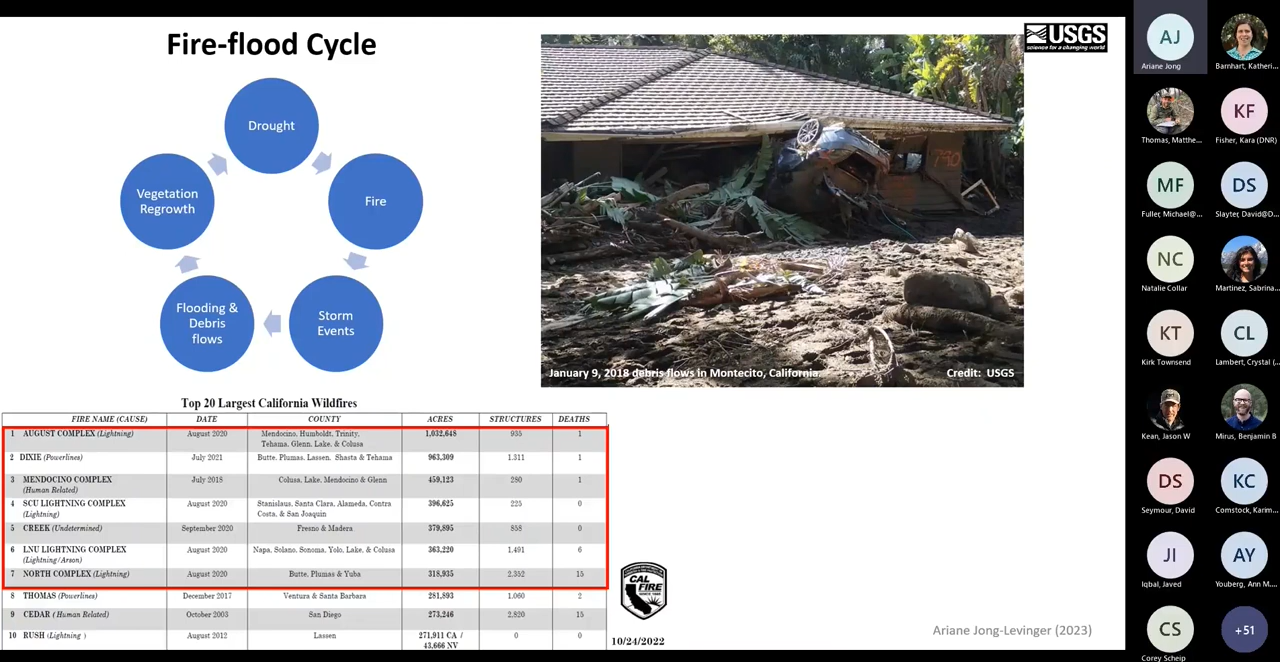 Fire-flood Cycle
Drought
Fire
Storm
Events
Flooding &
Debris
flows
Vegetation
Regrowth
USGS
science for a changing world
790
January 9, 2018 debris flows in Montecito, California.
Credit: USGS
Top 20 Largest California Wildfires
FIRE NAME (CAUSE) DATE COUNTY ACRES STRUCTURES DEATHS
1 AUGUST COMPLEX (Lightning) August 2020 Mendocino, Humboldt, Trinity, 1,032,648 935 1
Tehama, Glenn, Lake, & Colusa
2 DIXIE (Powerlines) July 2021 Butte, Plumas, Lassen, Shasta & Tehama 963,309 1,311 1
3 MENDOCINO COMPLEX July 2018 Colusa, Lake, Mendocino & Glenn 459,123 280 1
(Human Related)
4 SCU LIGHTNING COMPLEX August 2020 Stanislaus, Santa Clara, Alameda, Contra 396,625 225 0
(Lightning) Costa, & San Joaquin
5 CREEK (Undetermined) September 2020 Fresno & Madera 379,895 858 0
6 LNU LIGHTNING COMPLEX August 2020 Napa, Solano, Sonoma, Yolo, Lake, & Colusa 363,220 1,491 6
(Lightning/Arson)
7 NORTH COMPLEX (Lightning) August 2020 Butte, Plumas & Yuba 318,935 2,352 15
8 THOMAS (Powerlines) December 2017 Ventura & Santa Barbara 281,893 1,060 2
9 CEDAR ( Human Related) October 2003 San Diego 273,246 2,820 15
10 RUSH (Lightning ) August 2012 Lassen 271,911 CA / 0 0
43,666 NV
CAL
FIRE
10/24/2022
Ariane Jong-Levinger (2023)
AJ
Ariane Jong
Barnhart, Katheri...
Thomas, Matthe...
KF
Fisher, Kara (DNR)
MF
Fuller, Michael@...
DS
Slayter, David@D...
NC
Natalie Collar
Martinez, Sabrina...
KT
Kirk Townsend
CL
Lambert, Crystal (...
Kean, Jason W
Mirus, Benjamin B
DS
Seymour, David
KC
Comstock, Karim...
JI
Iqbal, Javed
AY
Youberg, Ann M...
CS
Corey Scheip
+51